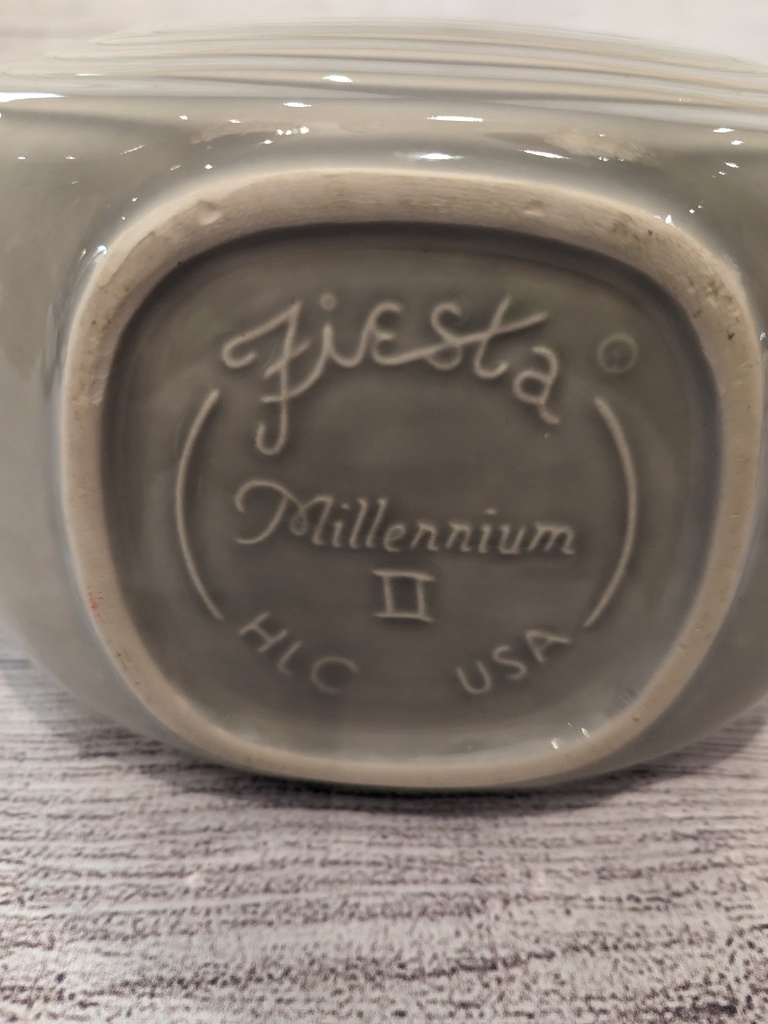 Fiesta ®
Millennium
II
HLC USA